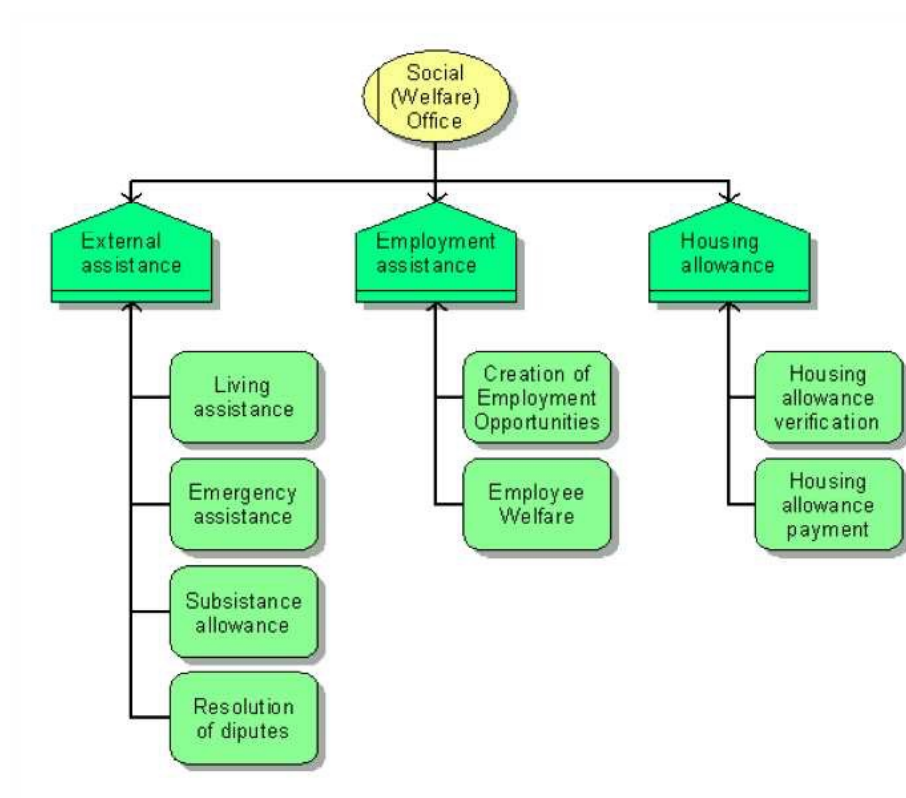 Social
(Welfare)
Office
External
assistance
Employment
assistance
Housing
allowance
Living
assistance
Emergency
assistance
Subsistance
allowance
Resolution
of diputes
Creation of
Employment
Opportunities
Employee
Welfare
Housing
allowance
verification
Housing
allowance
payment